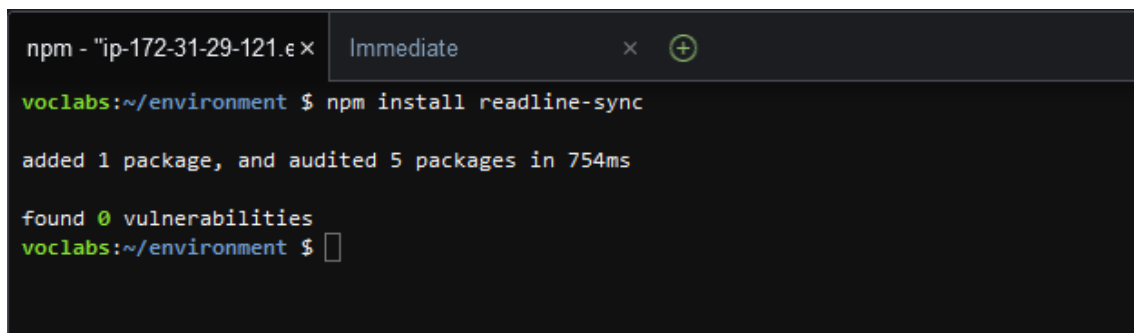 npm - "ip-172-31-29-121.e× Immediate ×
voclabs:~/environment $ npm install readline-sync
added 1 package, and audited 5 packages in 754ms
found 0 vulnerabilities
voclabs:~/environment $